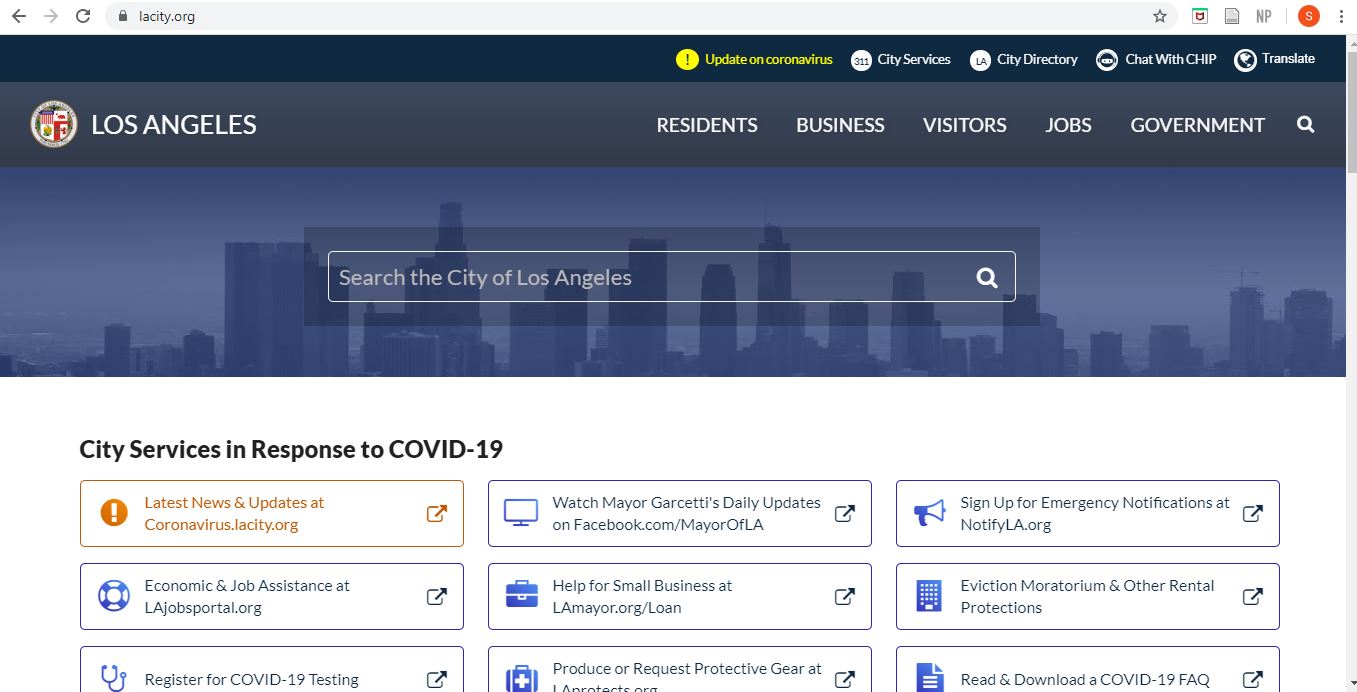 lacity.org
NP
S
! Update on coronavirus
311 City Services
LA City Directory
Chat With CHIP
Translate
LOS ANGELES
RESIDENTS
BUSINESS
VISITORS
JOBS
GOVERNMENT
Search the City of Los Angeles
City Services in Response to COVID-19
Latest News & Updates at
Coronavirus.lacity.org
Watch Mayor Garcetti's Daily Updates
on Facebook.com/MayorOfLA
Sign Up for Emergency Notifications at
NotifyLA.org
Economic & Job Assistance at
LAjobsportal.org
Help for Small Business at
LAmayor.org/Loan
Eviction Moratorium & Other Rental
Protections
Register for COVID-19 Testing
Produce or Request Protective Gear at
LAprotects.org
Read & Download a COVID-19 FAQ